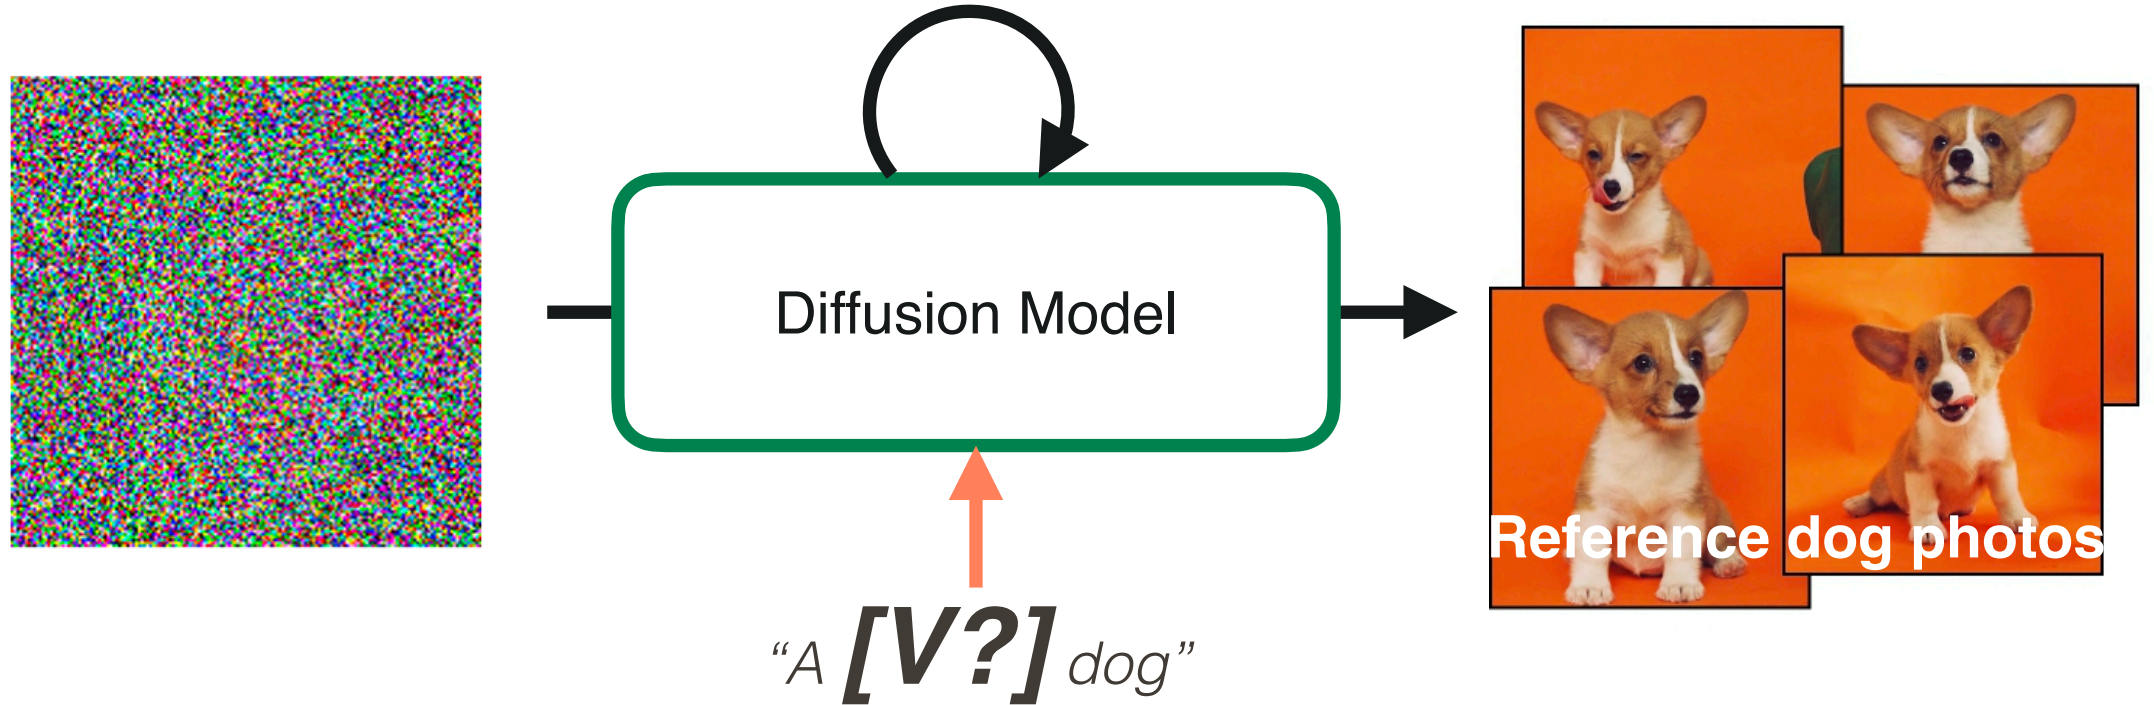 Diffusion Model
Reference dog photos
“A [V?] dog”